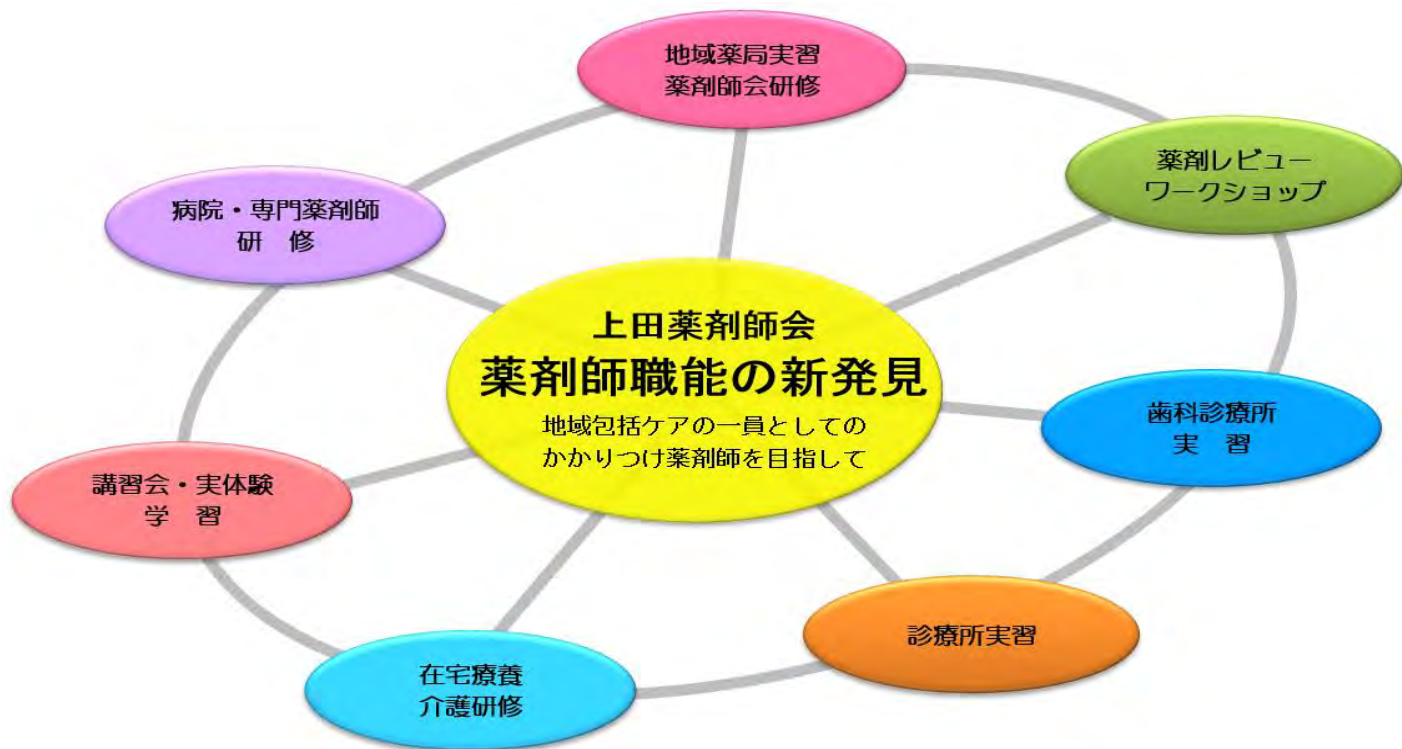 地域薬局実習
薬剤師会研修
薬剤レビュー
ワークショップ
病院・専門薬剤師
研　修
上田薬剤師会
薬剤師職能の新発見
地域包括ケアの一員としての
かかりつけ薬剤師を目指して
歯科診療所
実　習
講習会・実体験
学　習
診療所実習
在宅療養
介護研修